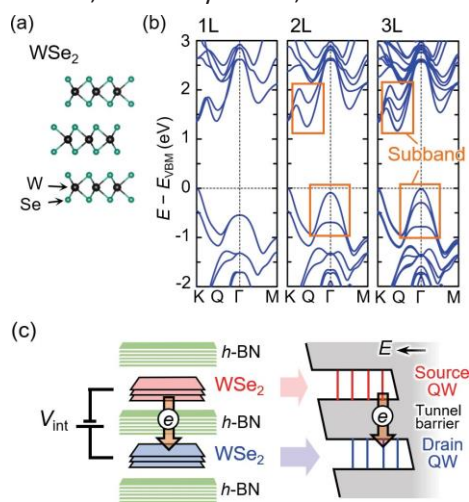 (a)
WSe2
W
Se
(b)
1L
2L
3L
E − EVBM (eV)
3
2
1
0
-1
-2
Subband
K Q Γ M
K Q Γ M
K Q Γ M
(c)
Vint
h-BN
WSe2
h-BN
WSe2
h-BN
e
E
Source
QW
Tunnel
barrier
e
Drain
QW